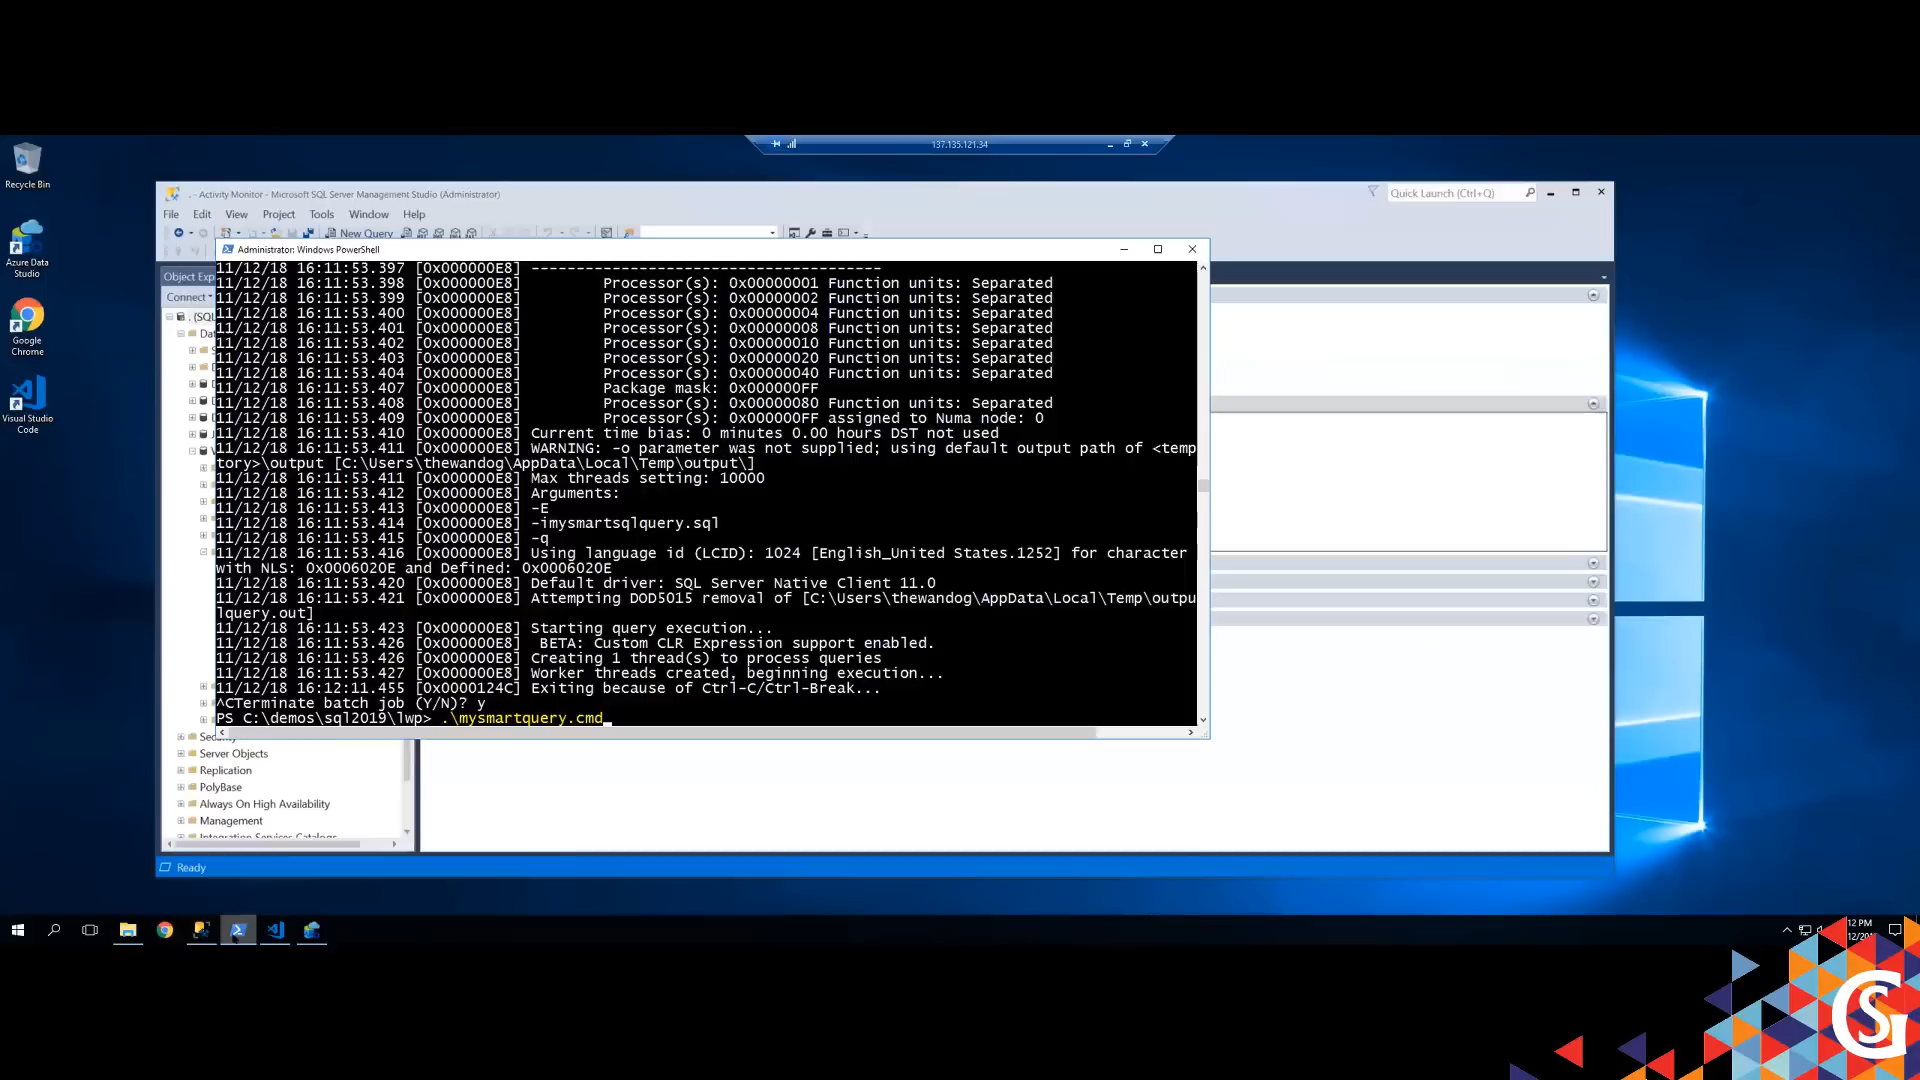 137.135.121.34
Recycle Bin
Azure Data
Studio
Google
Chrome
Visual Studio
Code
- Activity Monitor - Microsoft SQL Server Management Studio (Administrator)
Quick Launch (Ctrl+Q)
File Edit View Project Tools Window Help
New Query
Administrator: Windows PowerShell
Object Exp
Connect
. (SQL
Dat
11/12/18 16:11:53.397 [0x000000E8] ---------------------------------------
11/12/18 16:11:53.398 [0x000000E8] Processor(s): 0x00000001 Function units: Separated
11/12/18 16:11:53.399 [0x000000E8] Processor(s): 0x00000002 Function units: Separated
11/12/18 16:11:53.400 [0x000000E8] Processor(s): 0x00000004 Function units: Separated
11/12/18 16:11:53.401 [0x000000E8] Processor(s): 0x00000008 Function units: Separated
11/12/18 16:11:53.402 [0x000000E8] Processor(s): 0x00000010 Function units: Separated
11/12/18 16:11:53.403 [0x000000E8] Processor(s): 0x00000020 Function units: Separated
11/12/18 16:11:53.404 [0x000000E8] Processor(s): 0x00000040 Function units: Separated
11/12/18 16:11:53.407 [0x000000E8] Package mask: 0x000000FF
11/12/18 16:11:53.408 [0x000000E8] Processor(s): 0x00000080 Function units: Separated
11/12/18 16:11:53.409 [0x000000E8] Processor(s): 0x000000FF assigned to Numa node: 0
11/12/18 16:11:53.410 [0x000000E8] Current time bias: 0 minutes 0.00 hours DST not used
11/12/18 16:11:53.411 [0x000000E8] WARNING: -o parameter was not supplied; using default output path of <temp
tory>\output [C:\Users\thewandog\AppData\Local\Temp\output\]
11/12/18 16:11:53.411 [0x000000E8] Max threads setting: 10000
11/12/18 16:11:53.412 [0x000000E8] Arguments:
11/12/18 16:11:53.413 [0x000000E8] -E
11/12/18 16:11:53.414 [0x000000E8] -imysmartsqlquery.sql
11/12/18 16:11:53.415 [0x000000E8] -q
11/12/18 16:11:53.416 [0x000000E8] Using language id (LCID): 1024 [English_United States.1252] for character
with NLS: 0x0006020E and Defined: 0x0006020E
11/12/18 16:11:53.420 [0x000000E8] Default driver: SQL Server Native Client 11.0
11/12/18 16:11:53.421 [0x000000E8] Attempting DOD5015 removal of [C:\Users\thewandog\AppData\Local\Temp\outpu
lquery.out]
11/12/18 16:11:53.423 [0x000000E8] Starting query execution...
11/12/18 16:11:53.426 [0x000000E8] BETA: Custom CLR Expression support enabled.
11/12/18 16:11:53.426 [0x000000E8] Creating 1 thread(s) to process queries
11/12/18 16:11:53.427 [0x000000E8] Worker threads created, beginning execution...
11/12/18 16:12:11.455 [0x0000124C] Exiting because of Ctrl-C/Ctrl-Break...
^CTerminate batch job (Y/N)? y
PS C:\demos\sql2019\lwp> .\mysmartquery.cmd
Secu
Server Objects
Replication
PolyBase
Always On High Availability
Management
Integration Services Catalogs
Ready
12 PM
12/20
GS